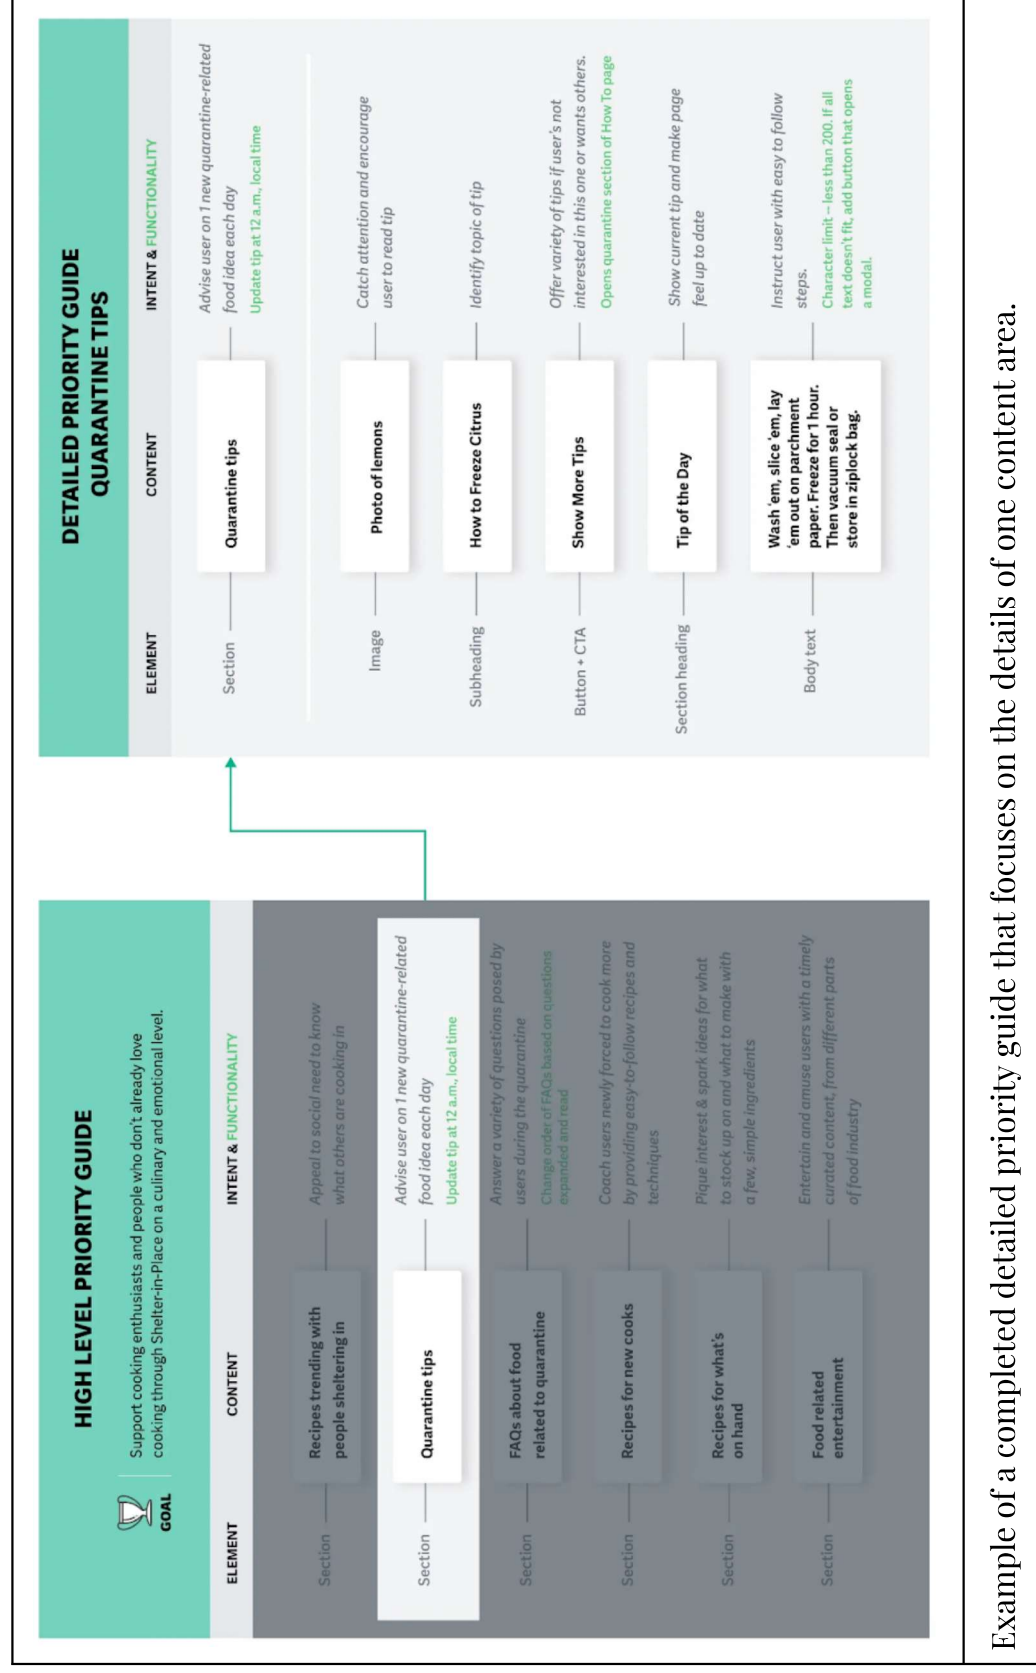 HIGH LEVEL PRIORITY GUIDE
GOAL
Support cooking enthusiasts and people who don't already love
cooking through Shelter-in-Place on a culinary and emotional level.
ELEMENT
CONTENT
INTENT & FUNCTIONALITY
Section
Recipes trending with
people sheltering in
Appeal to social need to know
what others are cooking in
Section
Quarantine tips
Advise user on 1 new quarantine-related
food idea each day
Update tip at 12 a.m., local time
Section
FAQs about food
related to quarantine
Answer a variety of questions posed by
users during the quarantine
Change order of FAQs based on questions
expanded and read
Section
Recipes for new cooks
Coach users newly forced to cook more
by providing easy-to-follow recipes and
techniques
Section
Recipes for what's
on hand
Pique interest & spark ideas for what
to stock up on and what to make with
a few, simple ingredients
Section
Food related
entertainment
Entertain and amuse users with a timely
curated content, from different parts
of food industry
DETAILED PRIORITY GUIDE
QUARANTINE TIPS
ELEMENT
CONTENT
INTENT & FUNCTIONALITY
Section
Quarantine tips
Advise user on 1 new quarantine-related
food idea each day
Update tip at 12 a.m., local time
Image
Photo of lemons
Catch attention and encourage
user to read tip
Subheading
How to Freeze Citrus
Identify topic of tip
Button + CTA
Show More Tips
Offer variety of tips if user's not
interested in this one or wants others.
Opens quarantine section of How To page
Section heading
Tip of the Day
Show current tip and make page
feel up to date
Body text
Wash 'em, slice 'em, lay
'em out on parchment
paper. Freeze for 1 hour.
Then vacuum seal or
store in ziplock bag.
Instruct user with easy to follow
steps.
Character limit – less than 200. If all
text doesn't fit, add button that opens
a modal.
Example of a completed detailed priority guide that focuses on the details of one content area.